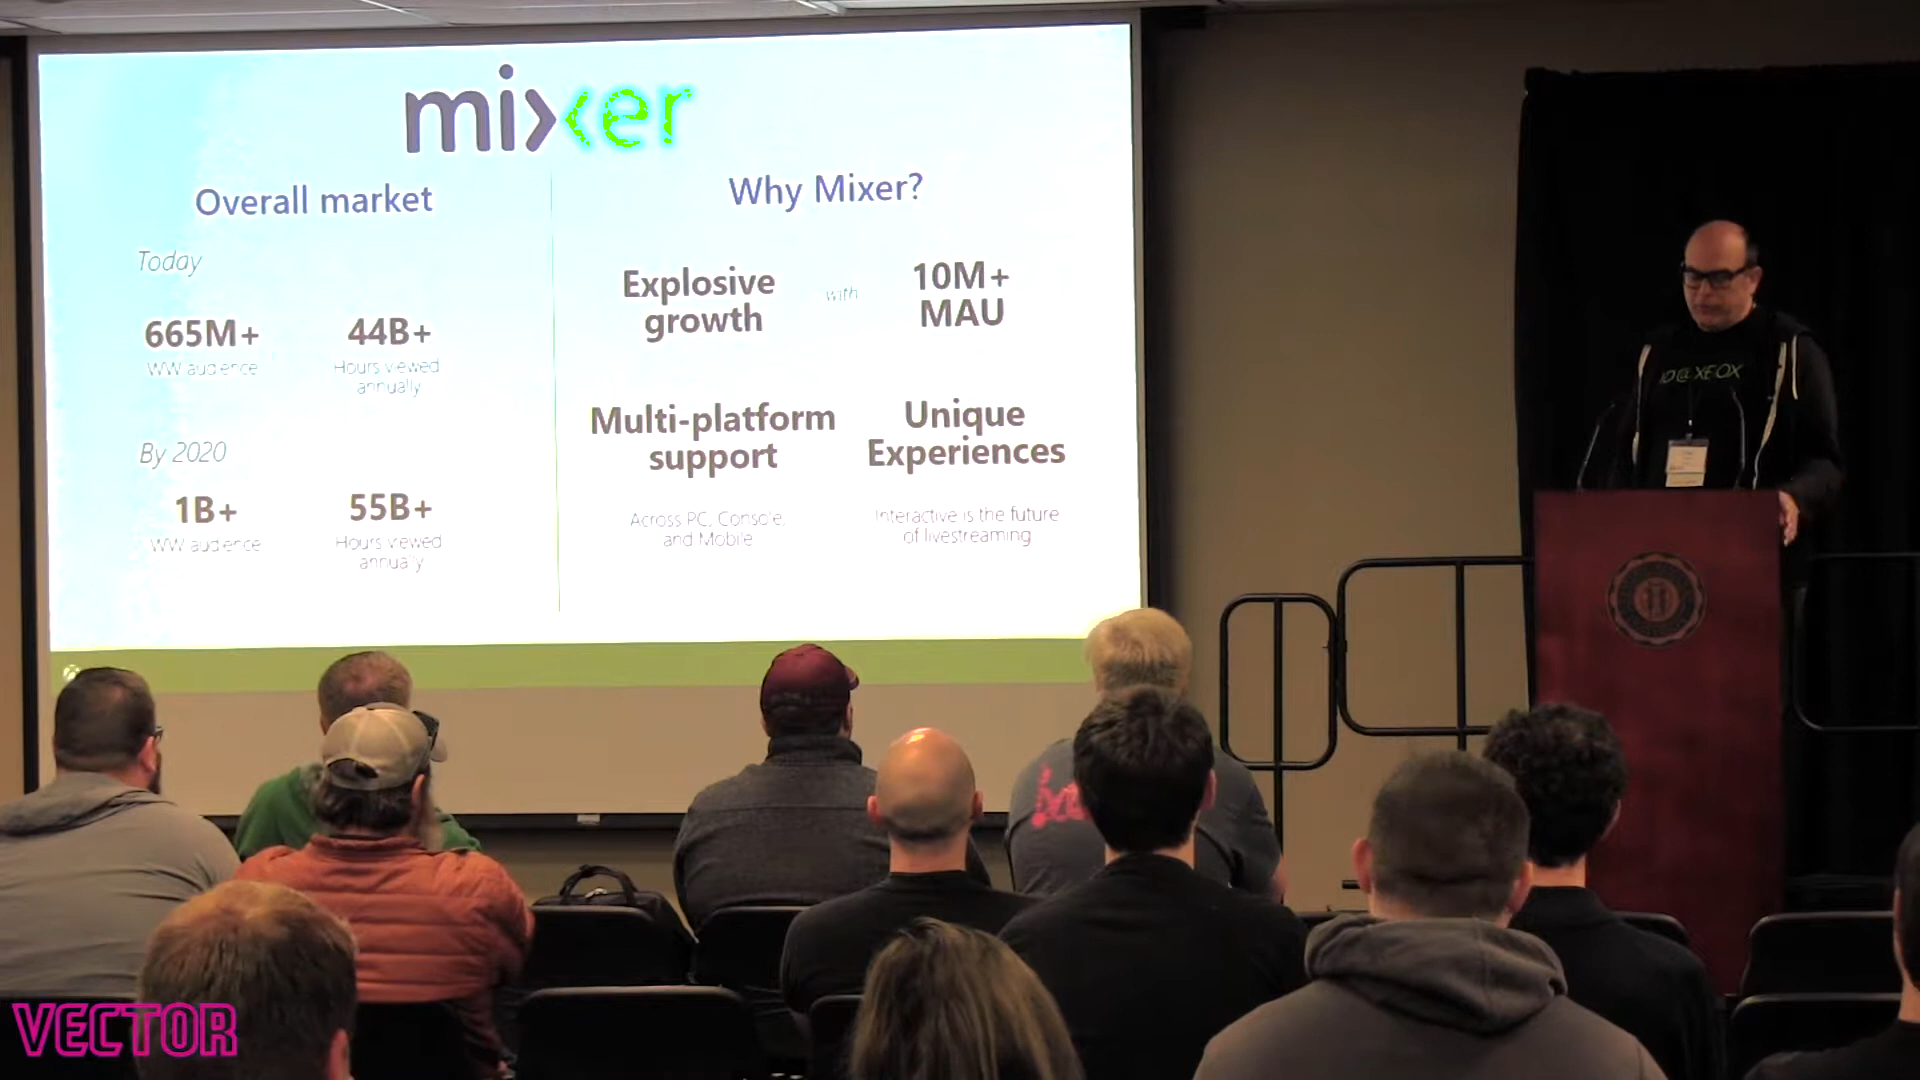 mixer
Overall market
Today
665M+
WW audience
44B+
Hours viewed
annually
By 2020
1B+
WW audience
55B+
Hours viewed
annually
Why Mixer?
Explosive
growth
with
10M+
MAU
Multi-platform
support
Across PC, Console,
and Mobile
Unique
Experiences
Interactive is the future
of livestreaming
ID@XBOX
VECTOR